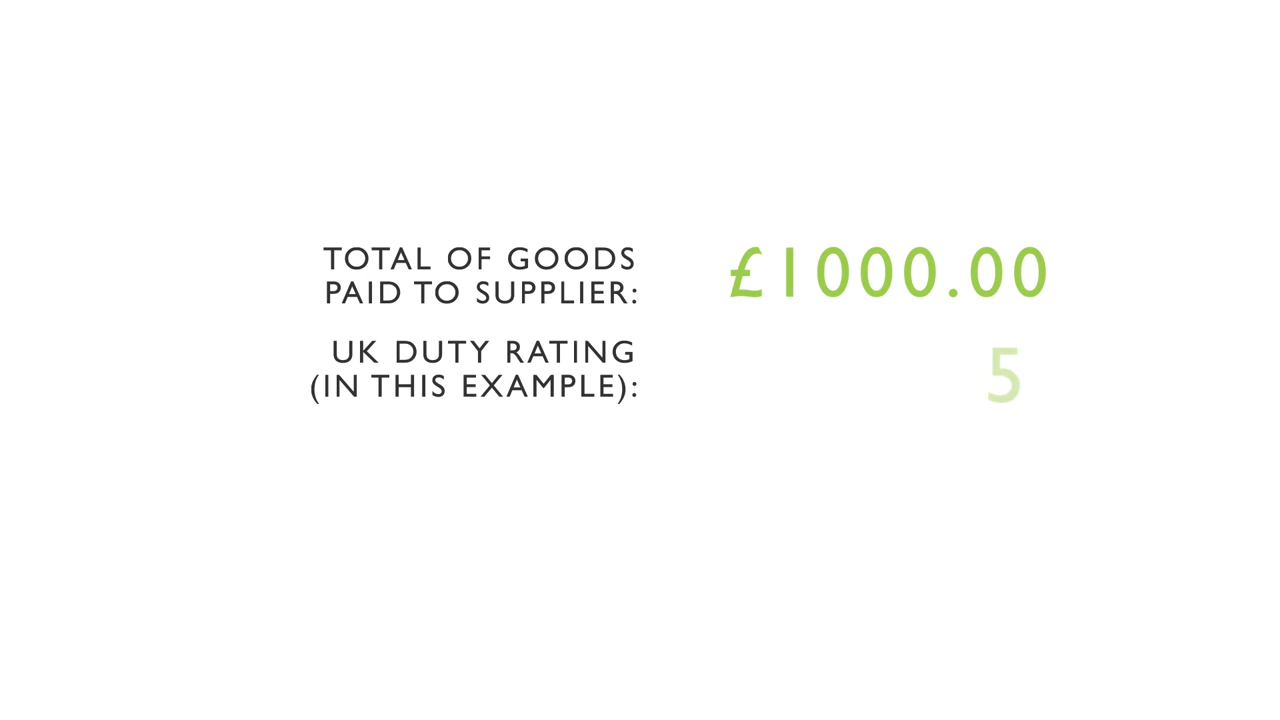 TOTAL OF GOODS
PAID TO SUPPLIER:
£1000.00
UK DUTY RATING
(IN THIS EXAMPLE):
5